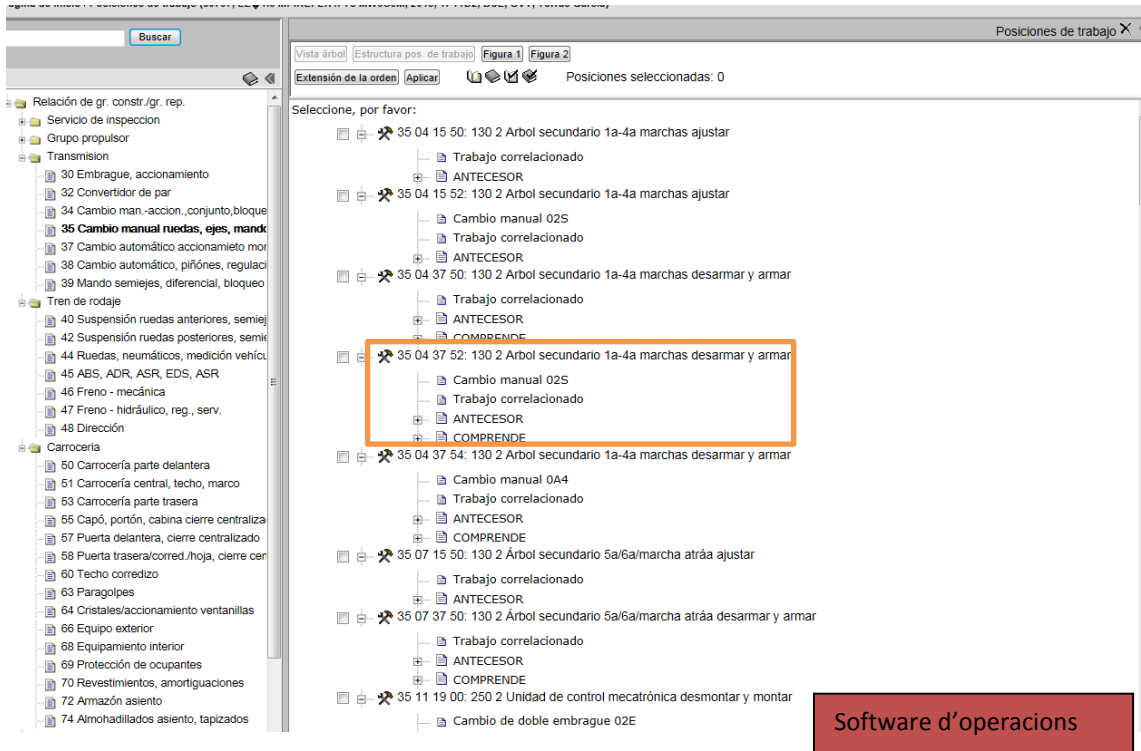 Buscar
Posiciones de trabajo X
Vista árbol Estructura pos. de trabajo Figura 1 Figura 2
Extensión de la orden Aplicar Posiciones seleccionadas: 0
Relación de gr. constr./gr. rep.
Servicio de inspeccion
Grupo propulsor
Transmision
30 Embrague, accionamiento
32 Convertidor de par
34 Cambio man.-accion.,conjunto,bloque
35 Cambio manual ruedas, ejes, mando
37 Cambio automático accionamieto mor
38 Cambio automático, piñónes, regulaci
39 Mando semiejes, diferencial, bloqueo
Tren de rodaje
40 Suspensión ruedas anteriores, semiej
42 Suspensión ruedas posteriores, semie
44 Ruedas, neumáticos, medición vehícu
45 ABS, ADR, ASR, EDS, ASR
46 Freno - mecánica
47 Freno - hidráulico, reg., serv.
48 Dirección
Carroceria
50 Carrocería parte delantera
51 Carrocería central, techo, marco
53 Carrocería parte trasera
55 Capó, portón, cabina cierre centraliza
57 Puerta delantera, cierre centralizado
58 Puerta trasera/corred./hoja, cierre cen
60 Techo corredizo
63 Paragolpes
64 Cristales/accionamiento ventanillas
66 Equipo exterior
68 Equipamiento interior
69 Protección de ocupantes
70 Revestimientos, amortiguaciones
72 Armazón asiento
74 Almohadillados asiento, tapizados
Seleccione, por favor:
35 04 15 50: 130 2 Arbol secundario 1a-4a marchas ajustar
Trabajo correlacionado
ANTECESOR
35 04 15 52: 130 2 Arbol secundario 1a-4a marchas ajustar
Cambio manual 02S
Trabajo correlacionado
ANTECESOR
35 04 37 50: 130 2 Arbol secundario 1a-4a marchas desarmar y armar
Trabajo correlacionado
ANTECESOR
COMPRENDE
35 04 37 52: 130 2 Arbol secundario 1a-4a marchas desarmar y armar
Cambio manual 02S
Trabajo correlacionado
ANTECESOR
COMPRENDE
35 04 37 54: 130 2 Arbol secundario 1a-4a marchas desarmar y armar
Cambio manual 0A4
Trabajo correlacionado
ANTECESOR
COMPRENDE
35 07 15 50: 130 2 Árbol secundario 5a/6a/marcha atráa ajustar
Trabajo correlacionado
ANTECESOR
35 07 37 50: 130 2 Árbol secundario 5a/6a/marcha atráa desarmar y armar
Trabajo correlacionado
ANTECESOR
COMPRENDE
35 11 19 00: 250 2 Unidad de control mecatrónica desmontar y montar
Cambio de doble embrague 02E
Software d'operacions